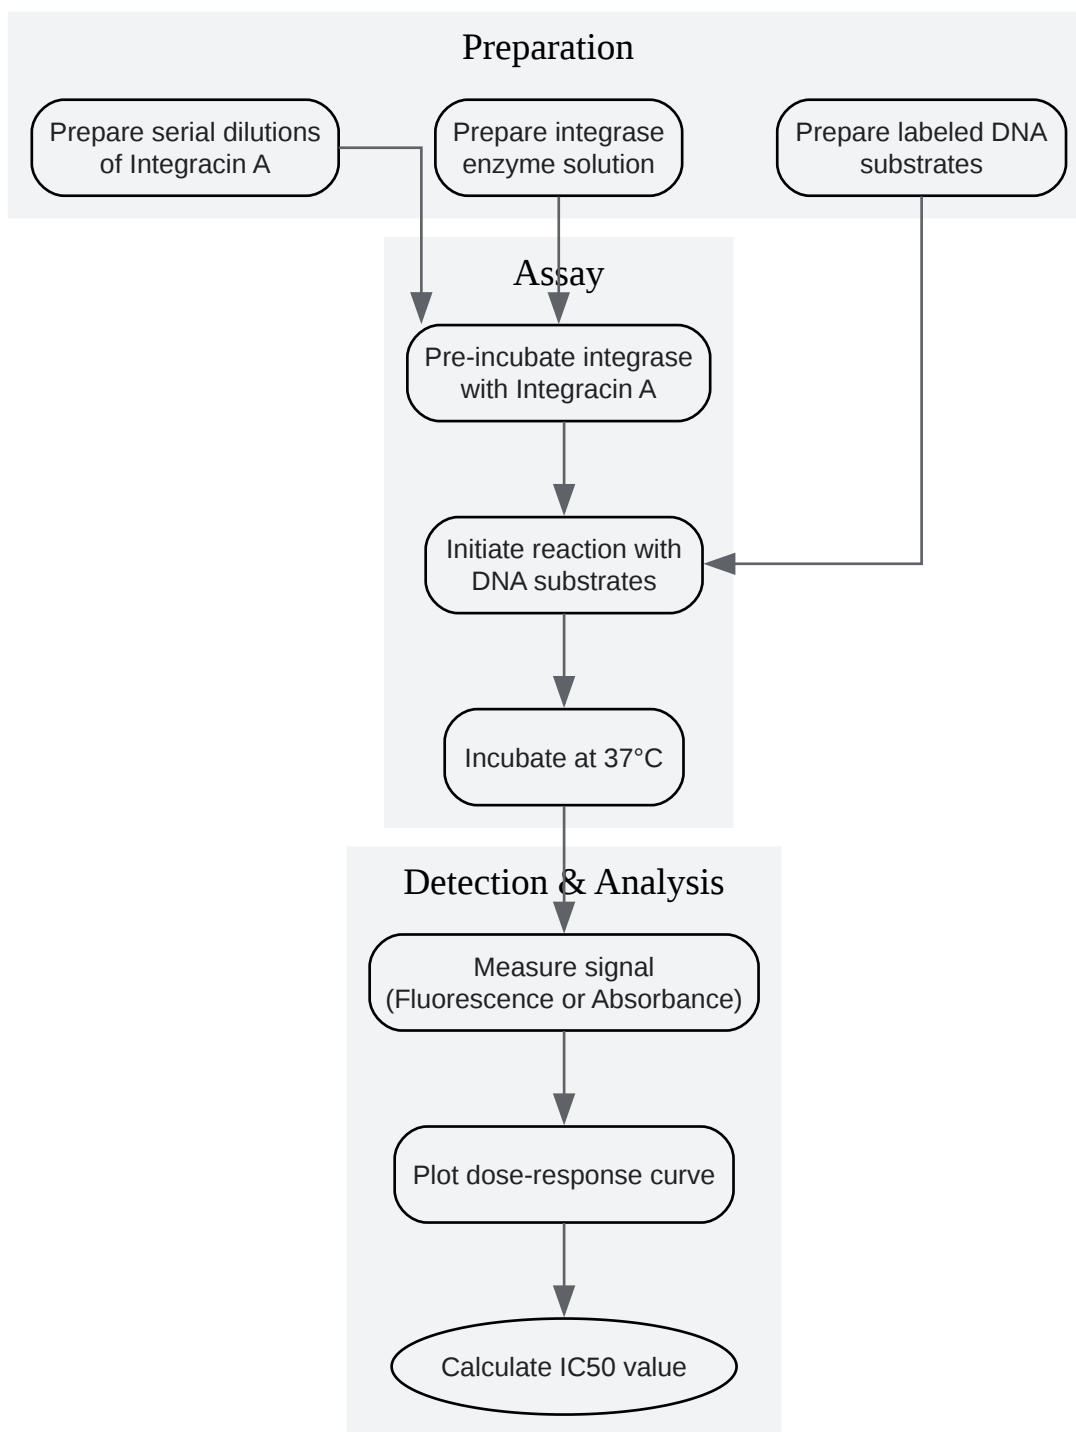 Preparation
Prepare serial dilutions
of Integracin A
Prepare integrase
enzyme solution
Prepare labeled DNA
substrates
Assay
Pre-incubate integrase
with Integracin A
Initiate reaction with
DNA substrates
Incubate at 37°C
Detection & Analysis
Measure signal
(Fluorescence or Absorbance)
Plot dose-response curve
Calculate IC50 value